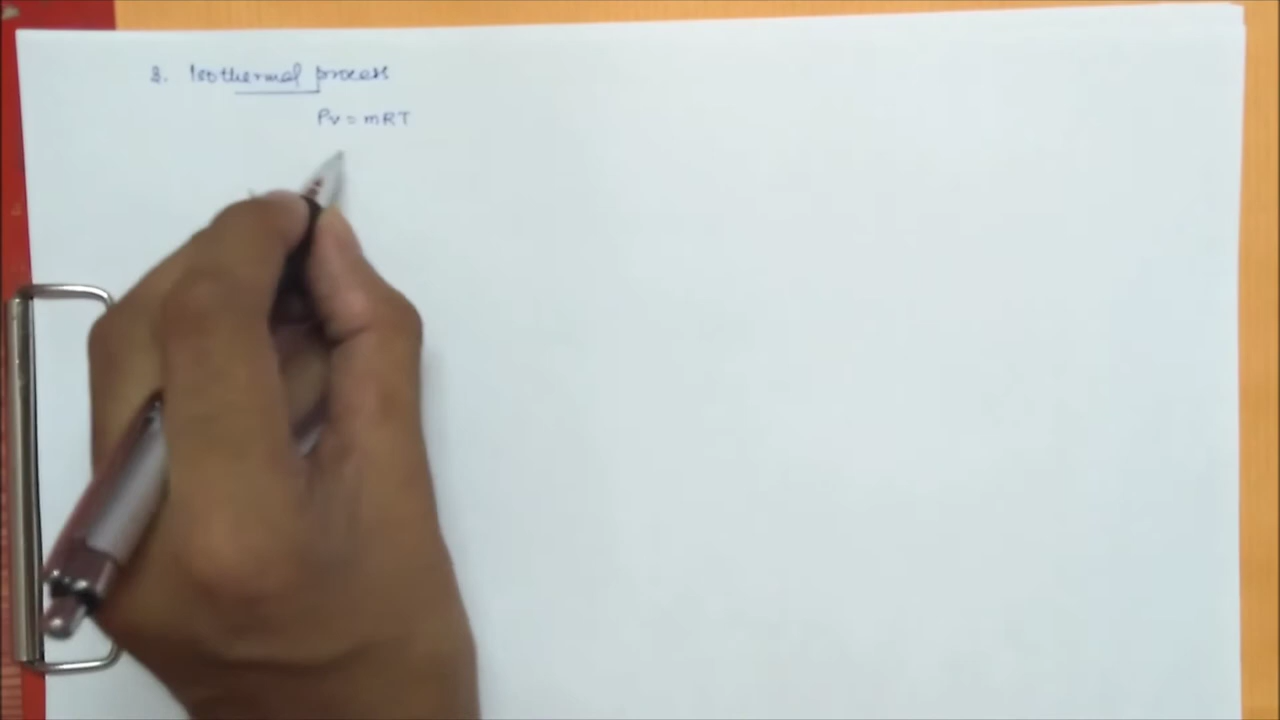 3. Isothermal process
Pv = mRT